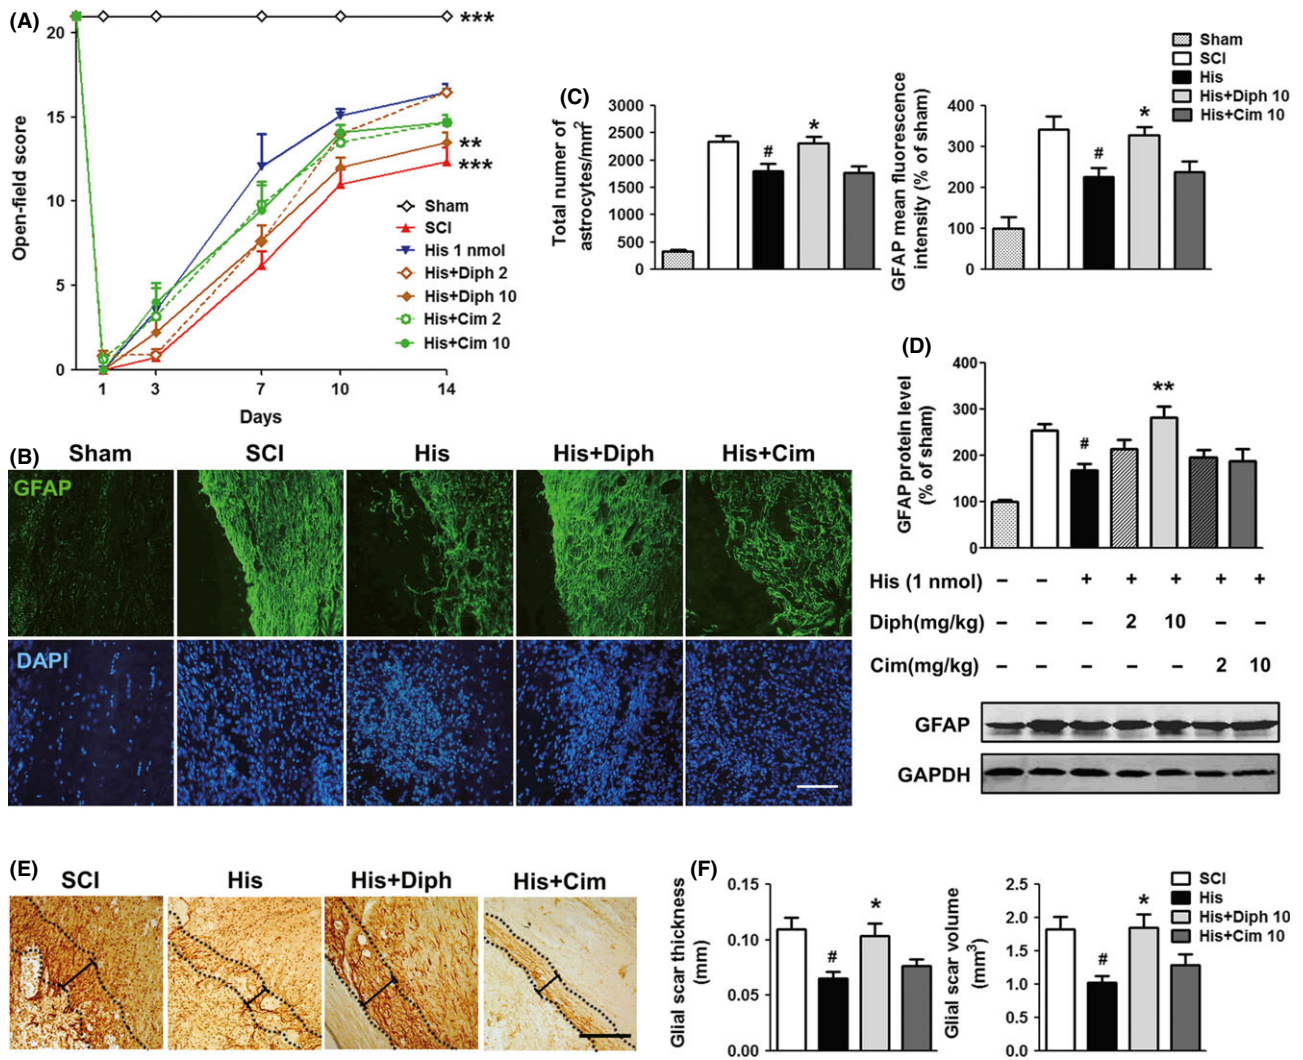 (A)
20
15
10
5
0
Open-field score
1 3 7 10 14
Days
***
**
***
Sham
SCI
His 1 nmol
His+Diph 2
His+Diph 10
His+Cim 2
His+Cim 10
(B)
Sham SCI His His+Diph His+Cim
GFAP
DAPI
(C)
Total numer of
astrocytes/mm2
3000
2500
2000
1500
1000
500
0
#
*
GFAP mean fluorescence
intensity (% of sham)
400
300
200
100
0
#
*
Sham
SCI
His
His+Diph 10
His+Cim 10
(D)
GFAP protein level
(% of sham)
400
300
200
100
0
#
**
His (1 nmol) – – + + + + +
Diph(mg/kg) – – – 2 10 – –
Cim(mg/kg) – – – – – 2 10
GFAP
GAPDH
(E)
SCI His His+Diph His+Cim
(F)
Glial scar thickness
(mm)
0.15
0.10
0.05
0.00
#
*
Glial scar volume
(mm3)
2.5
2.0
1.5
1.0
0.5
0.0
#
*
SCI
His
His+Diph 10
His+Cim 10